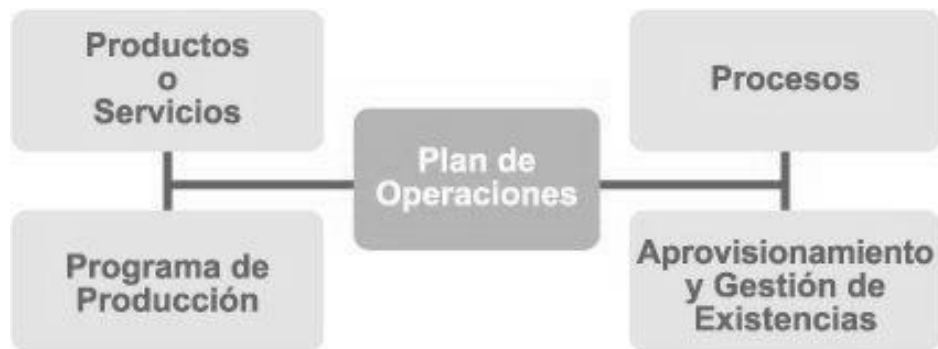 Productos
o
Servicios
Procesos
Plan de
Operaciones
Programa de
Producción
Aprovisionamiento
y Gestión de
Existencias